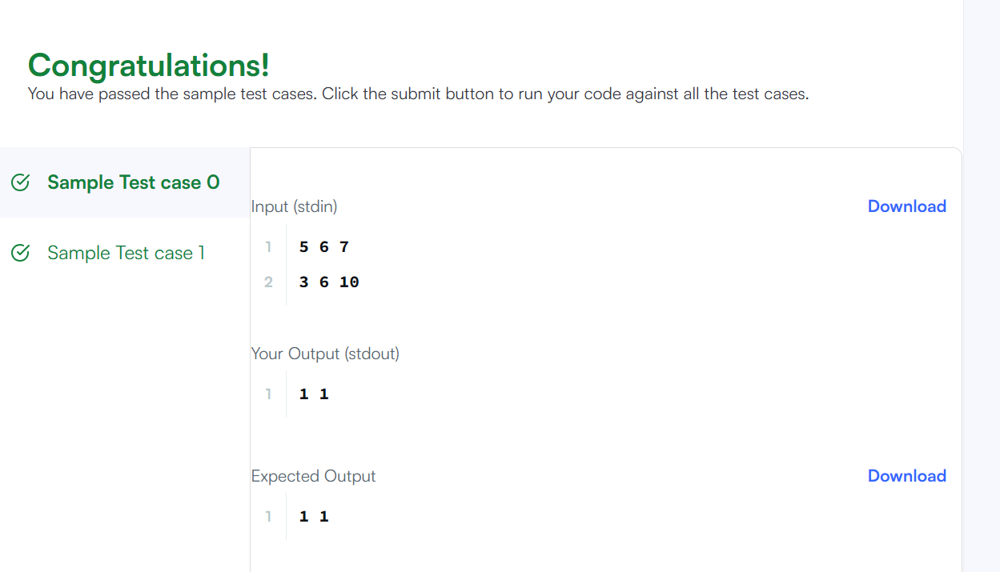 Congratulations!
You have passed the sample test cases. Click the submit button to run your code against all the test cases.
Sample Test case 0
Sample Test case 1
Input (stdin)
Download
1 5 6 7
2 3 6 10
Your Output (stdout)
1 1 1
Expected Output
Download
1 1 1